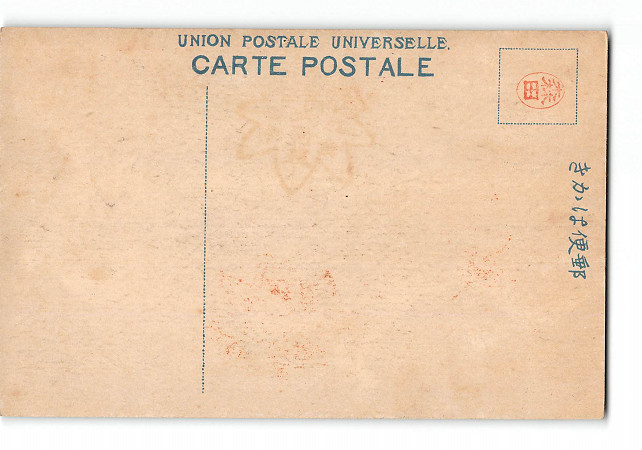 UNION POSTALE UNIVERSELLE.
CARTE POSTALE
郵便はかき